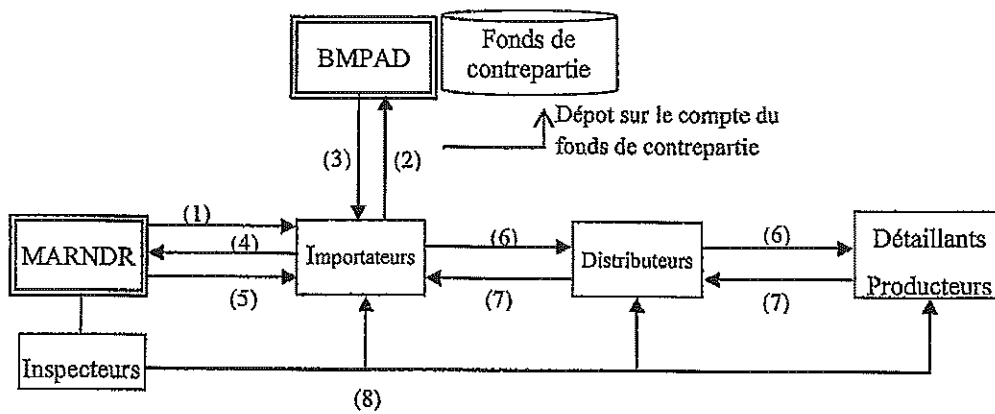 BMPAD
Fonds de
contrepartie
Dépot sur le compte du
fonds de contrepartie
(3)
(2)
(1)
(4)
(5)
MARNDR
Importateurs
(6)
(7)
Distributeurs
(6)
(7)
Détaillants
Producteurs
Inspecteurs
(8)